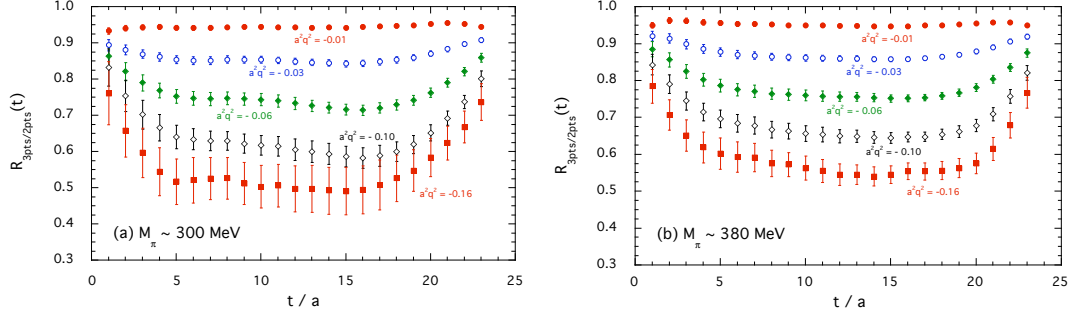 1.0
0.9
0.8
0.7
0.6
0.5
0.4
0.3
R_3pts/2pts (t)
a²q² = -0.01
a²q² = - 0.03
a²q² = - 0.06
a²q² = - 0.10
a²q² = -0.16
(a) M_π ~ 300 MeV
0 5 10 15 20 25
t / a
1.0
0.9
0.8
0.7
0.6
0.5
0.4
0.3
R_3pts/2pts (t)
a²q² = -0.01
a²q² = - 0.03
a²q² = - 0.06
a²q² = - 0.10
a²q² = -0.16
(b) M_π ~ 380 MeV
0 5 10 15 20 25
t / a